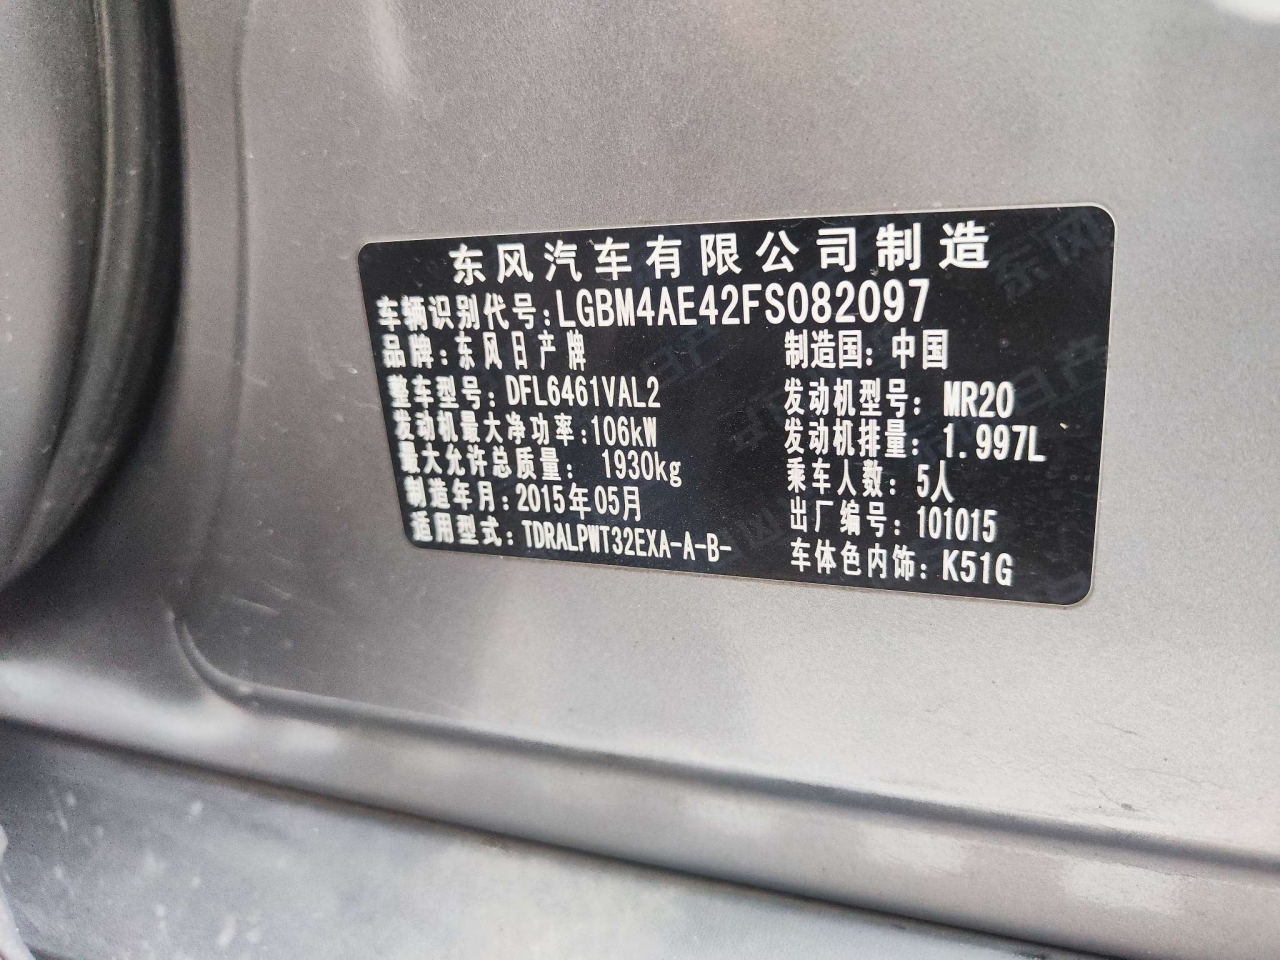 东风汽车有限公司制造
车辆识别代号:LGBM4AE42FS082097
品牌:东风日产牌 制造国:中国
整车型号:DFL6461VAL2 发动机型号:MR20
发动机最大净功率:106kW 发动机排量:1.997L
最大允许总质量: 1930kg 乘车人数:5人
制造年月:2015年05月 出厂编号:101015
适用型式:TDRALPWT32EXA-A-B- 车体色内饰:K51G